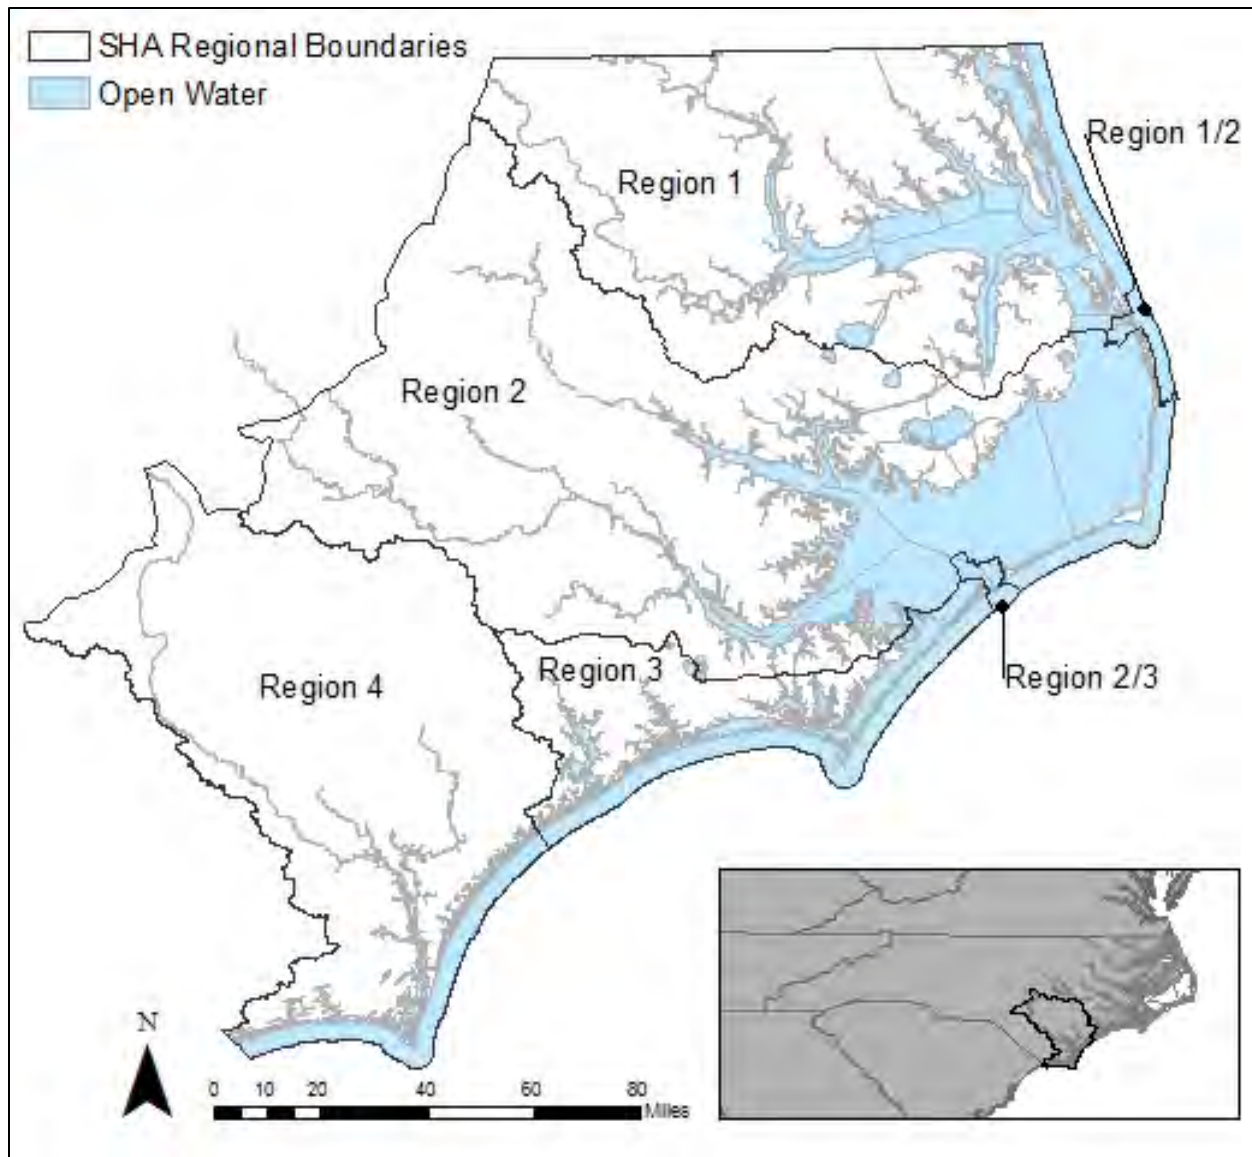 SHA Regional Boundaries
Open Water
Region 1/2
Region 1
Region 2
Region 3
Region 4
Region 2/3
N
0 10 20 40 60 80
Miles